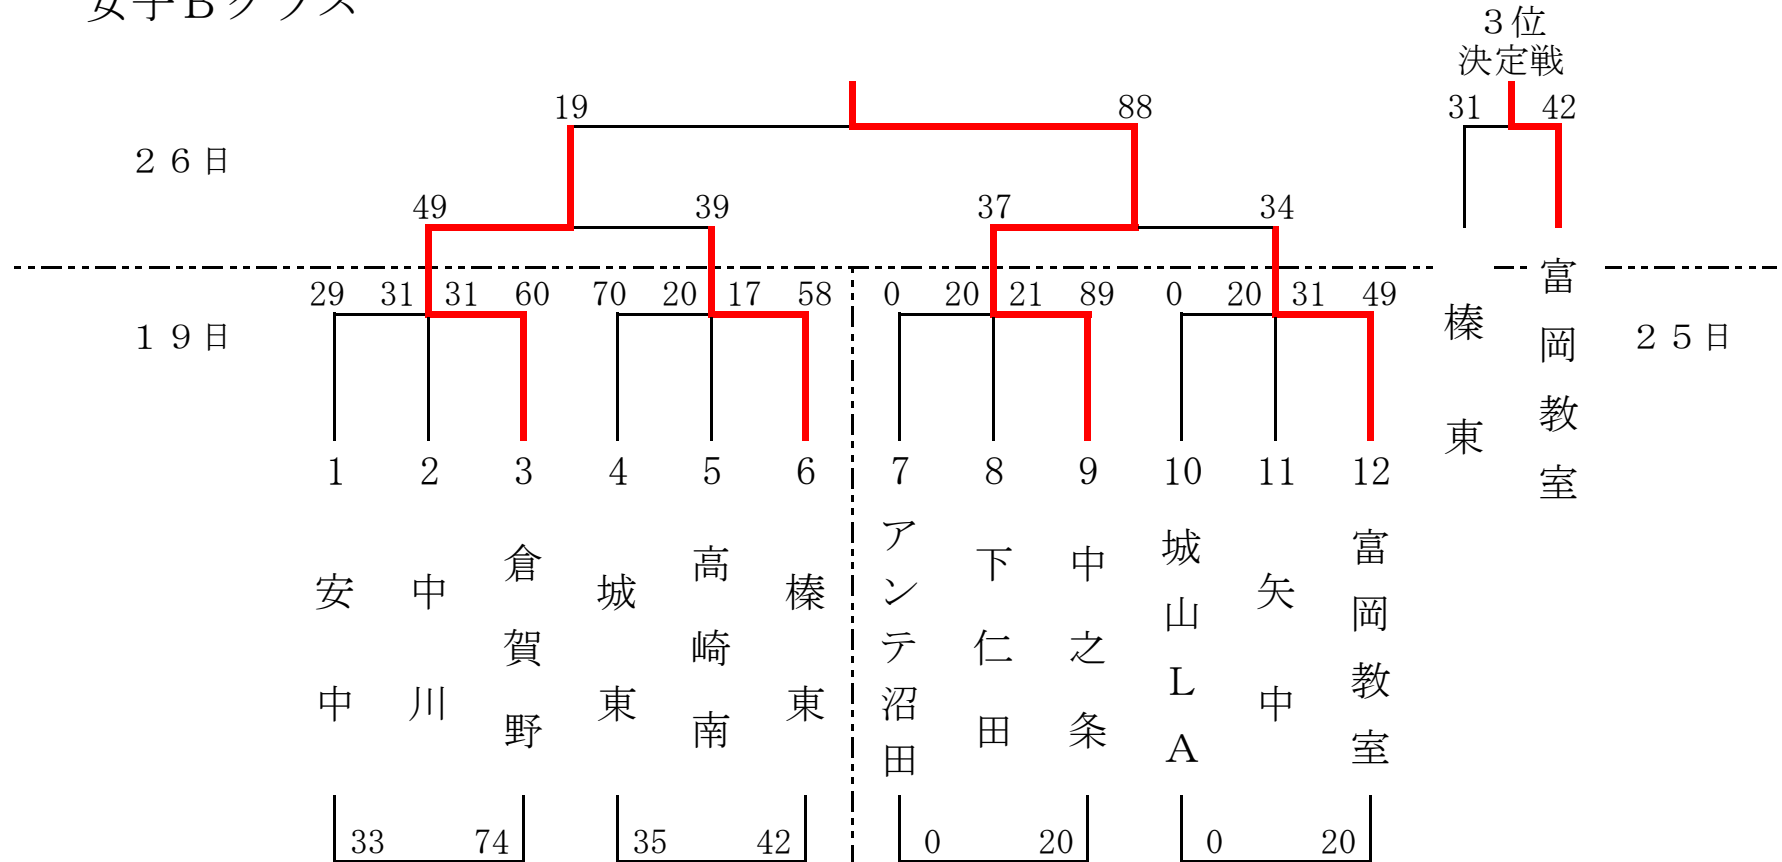 女子Bクラス
3位
決定戦
19
88
31
42
26日
49
39
37
34
29 31 31 60 70 20 17 58 0 20 21 89 0 20 31 49
19日
25日
榛東
富岡教室
1 2 3 4 5 6 7 8 9 10 11 12
安中
中川
倉賀野
城東
高崎南
榛東
アンテ沼田
下仁田
中之条
城山LA
矢中
富岡教室
33 74 35 42 0 20 0 20